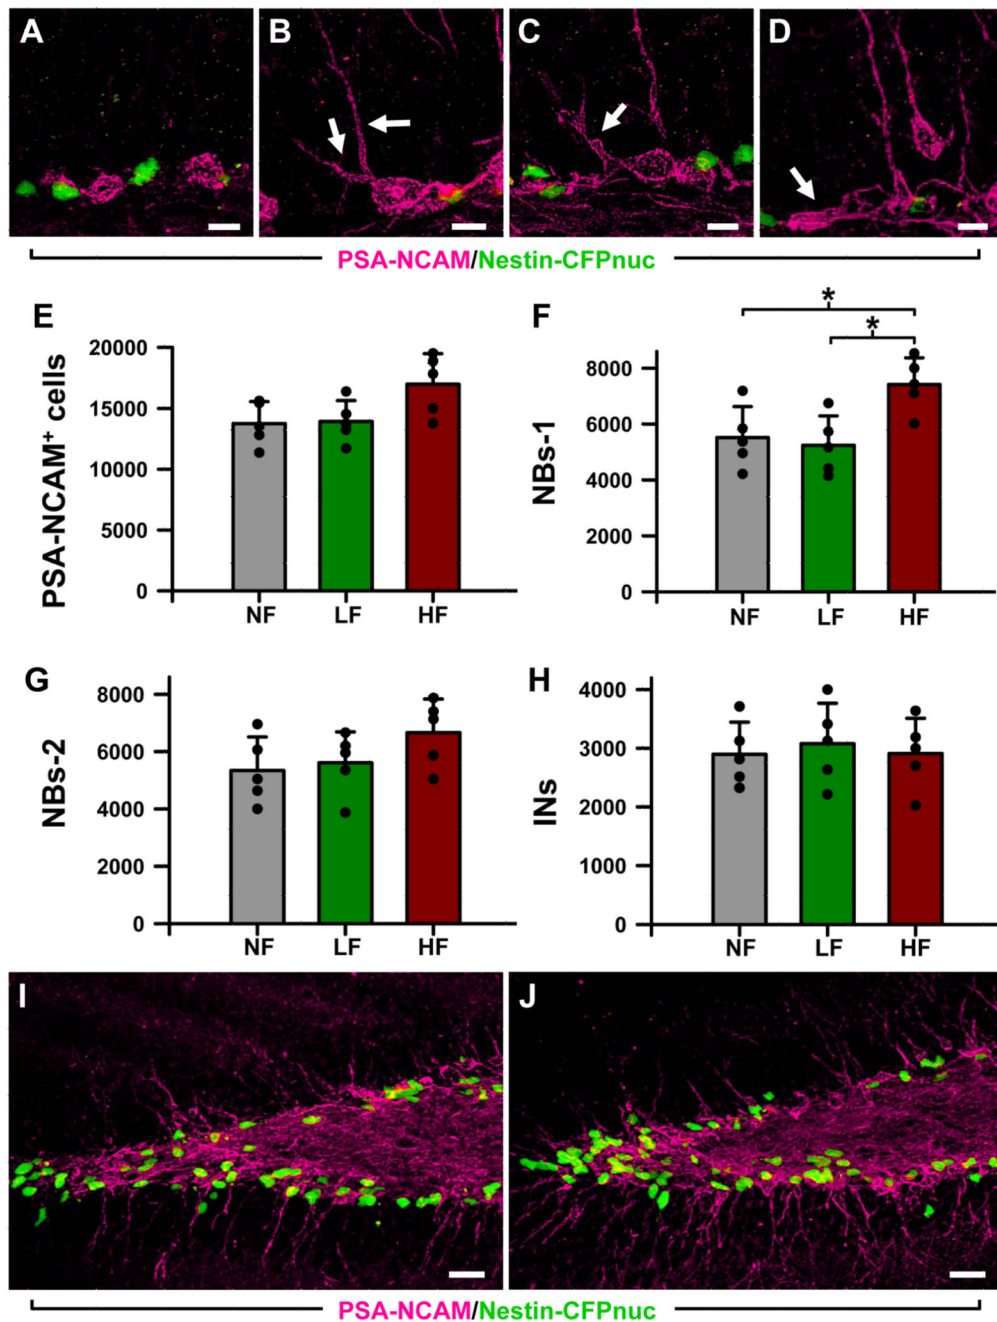 A B C D
PSA-NCAM/Nestin-CFPnuc
E
PSA-NCAM⁺ cells
20000
15000
10000
5000
0
NF LF HF
F
* *
NBs-1
8000
6000
4000
2000
0
NF LF HF
G
NBs-2
8000
6000
4000
2000
0
NF LF HF
H
INs
4000
3000
2000
1000
0
NF LF HF
I J
PSA-NCAM/Nestin-CFPnuc